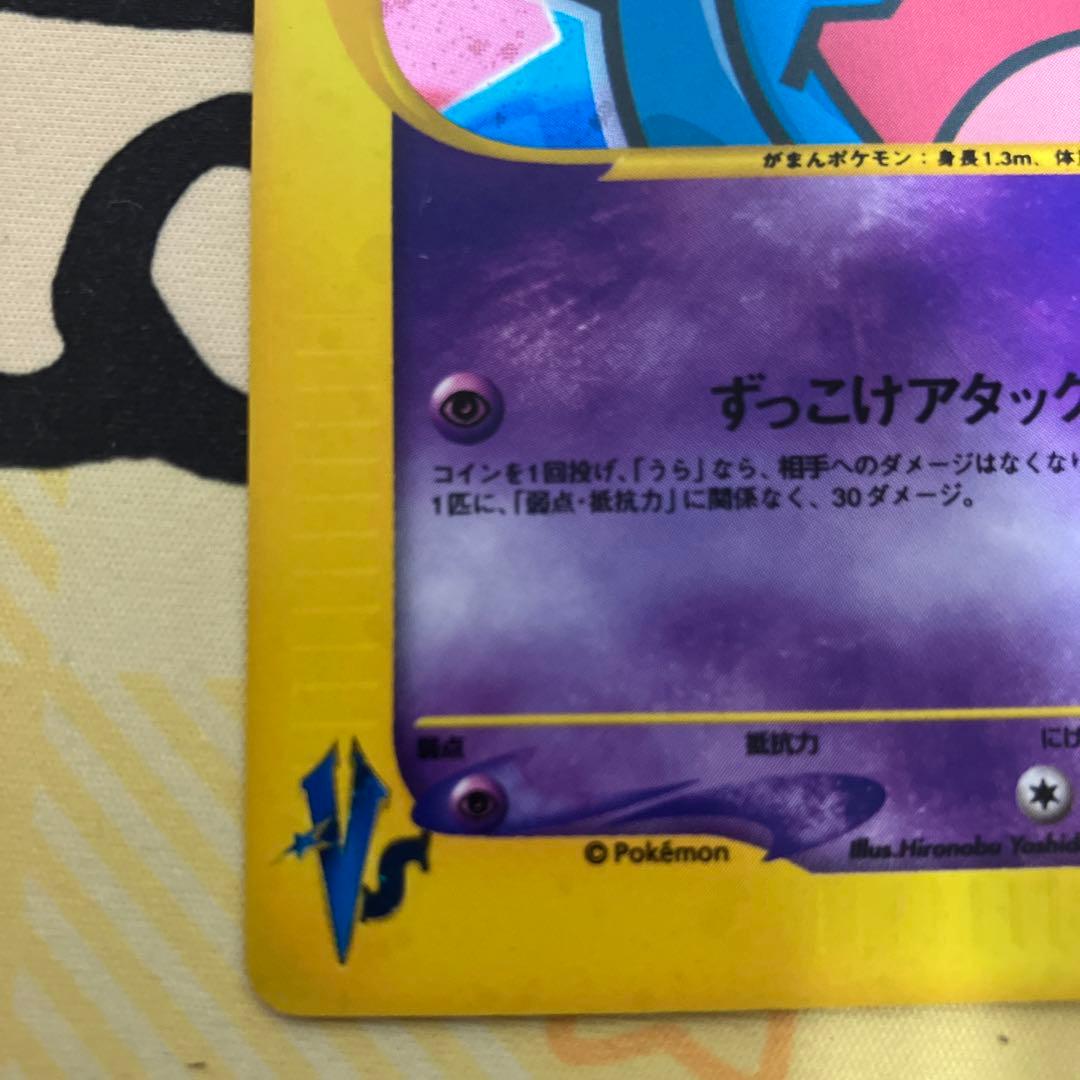 がまんポケモン：身長1.3m、体
ずっこけアタック
コインを1回投げ、「うら」なら、相手へのダメージはなくなり
1匹に、「弱点・抵抗力」に関係なく、30ダメージ。
弱点 抵抗力 にげ
VS
© Pokémon Illus.Hironobu Yoshid